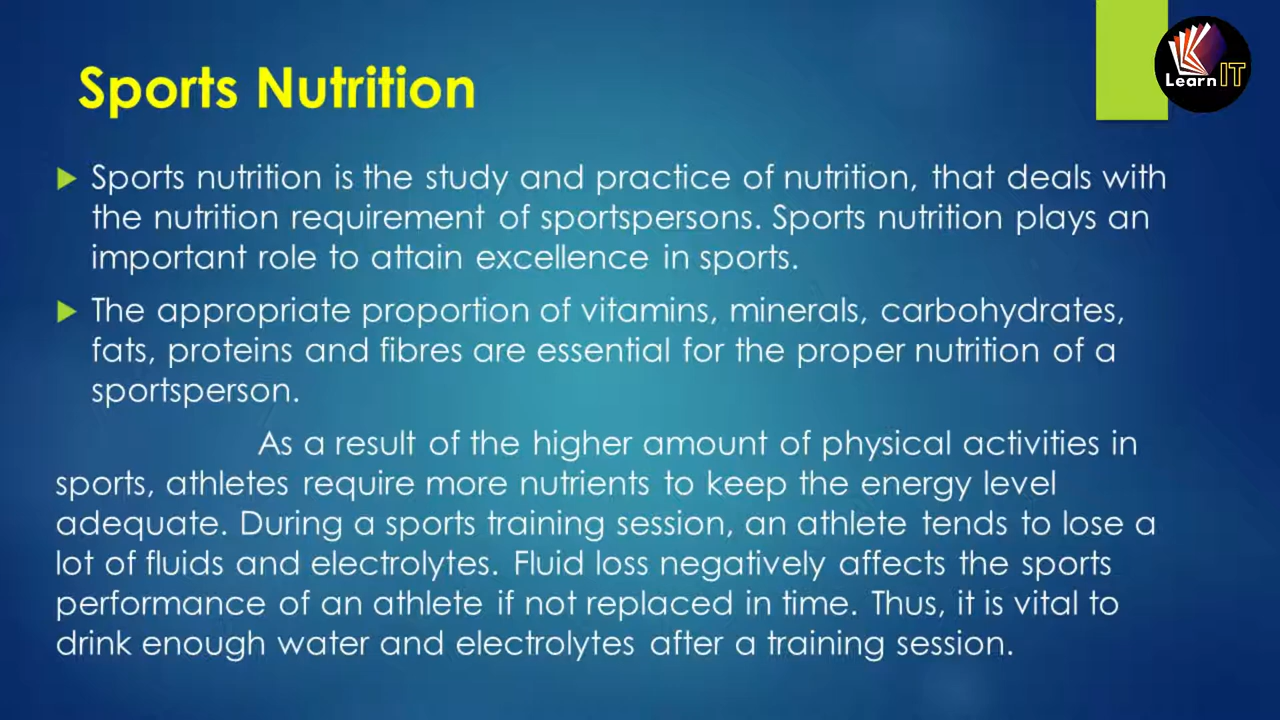 Sports Nutrition
Learn IT
Sports nutrition is the study and practice of nutrition, that deals with
the nutrition requirement of sportspersons. Sports nutrition plays an
important role to attain excellence in sports.
The appropriate proportion of vitamins, minerals, carbohydrates,
fats, proteins and fibres are essential for the proper nutrition of a
sportsperson.
As a result of the higher amount of physical activities in
sports, athletes require more nutrients to keep the energy level
adequate. During a sports training session, an athlete tends to lose a
lot of fluids and electrolytes. Fluid loss negatively affects the sports
performance of an athlete if not replaced in time. Thus, it is vital to
drink enough water and electrolytes after a training session.